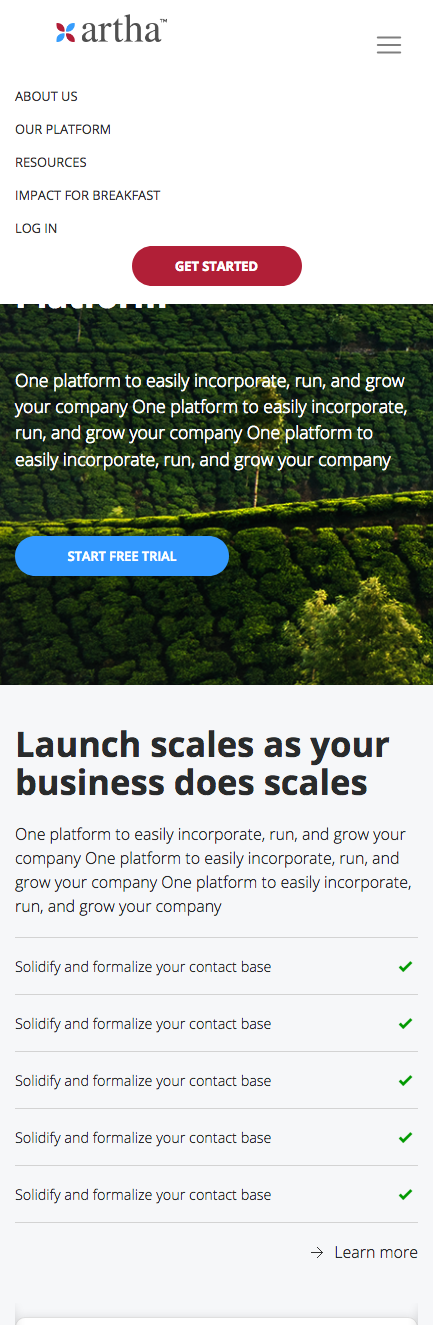 artha™
ABOUT US
OUR PLATFORM
RESOURCES
IMPACT FOR BREAKFAST
LOG IN
GET STARTED
Platform
One platform to easily incorporate, run, and grow
your company One platform to easily incorporate,
run, and grow your company One platform to
easily incorporate, run, and grow your company
START FREE TRIAL
Launch scales as your
business does scales
One platform to easily incorporate, run, and grow your
company One platform to easily incorporate, run, and
grow your company One platform to easily incorporate,
run, and grow your company
Solidify and formalize your contact base
Solidify and formalize your contact base
Solidify and formalize your contact base
Solidify and formalize your contact base
Solidify and formalize your contact base
Learn more